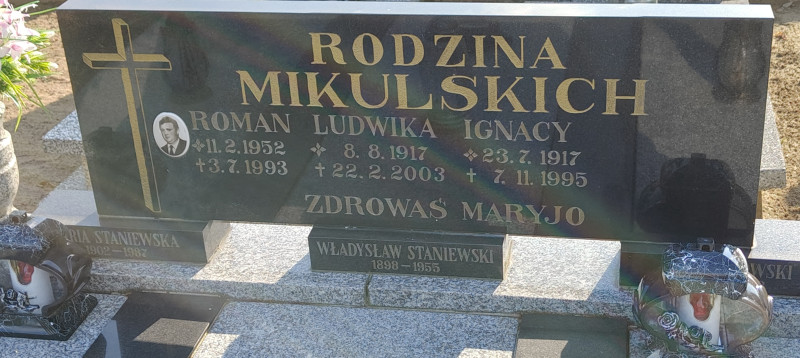 RODZINA
MIKULSKICH
ROMAN LUDWIKA IGNACY
11.2.1952 8.8.1917 23.7.1917
✝3.7.1993 ✝22.2.2003 ✝7.11.1995
ZDROWAŚ MARYJO
STANIEWSKA
1987
WŁADYSŁAW STANIEWSKI
1898-1955